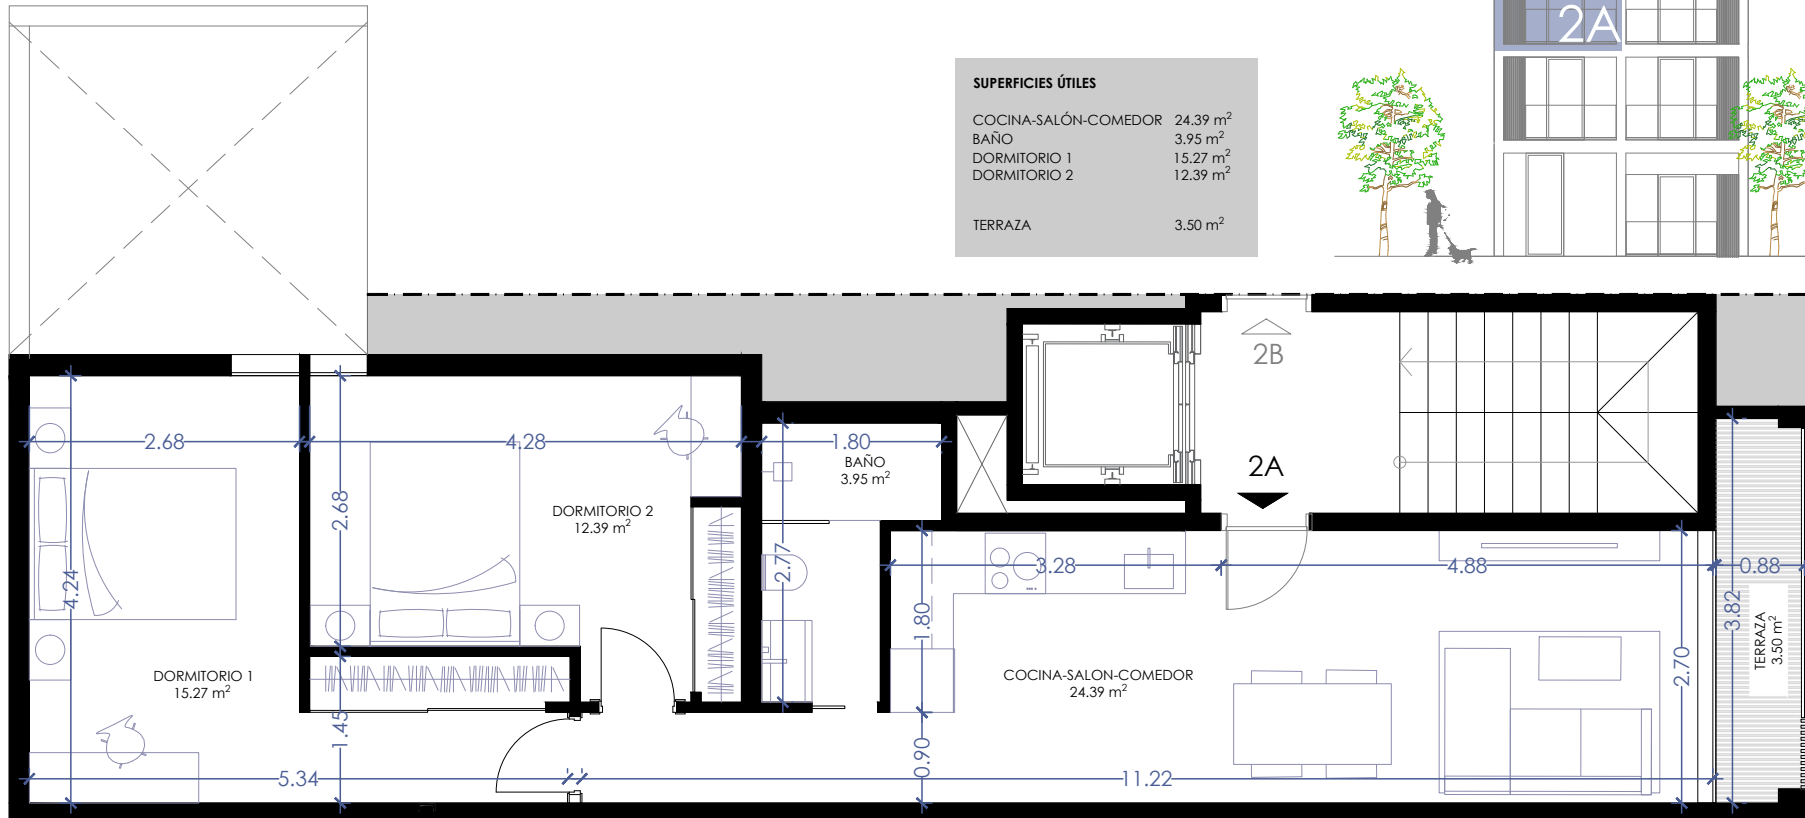 2A
SUPERFICIES ÚTILES
COCINA-SALÓN-COMEDOR 24.39 m²
BAÑO 3.95 m²
DORMITORIO 1 15.27 m²
DORMITORIO 2 12.39 m²
TERRAZA 3.50 m²
2B
2A
2.68
4.28
1.80
BAÑO
3.95 m²
2.68
DORMITORIO 2
12.39 m²
2.77
4.24
3.28
4.88
0.88
1.80
3.82
TERRAZA
3.50 m²
DORMITORIO 1
15.27 m²
COCINA-SALON-COMEDOR
24.39 m²
2.70
1.45
0.90
5.34
11.22